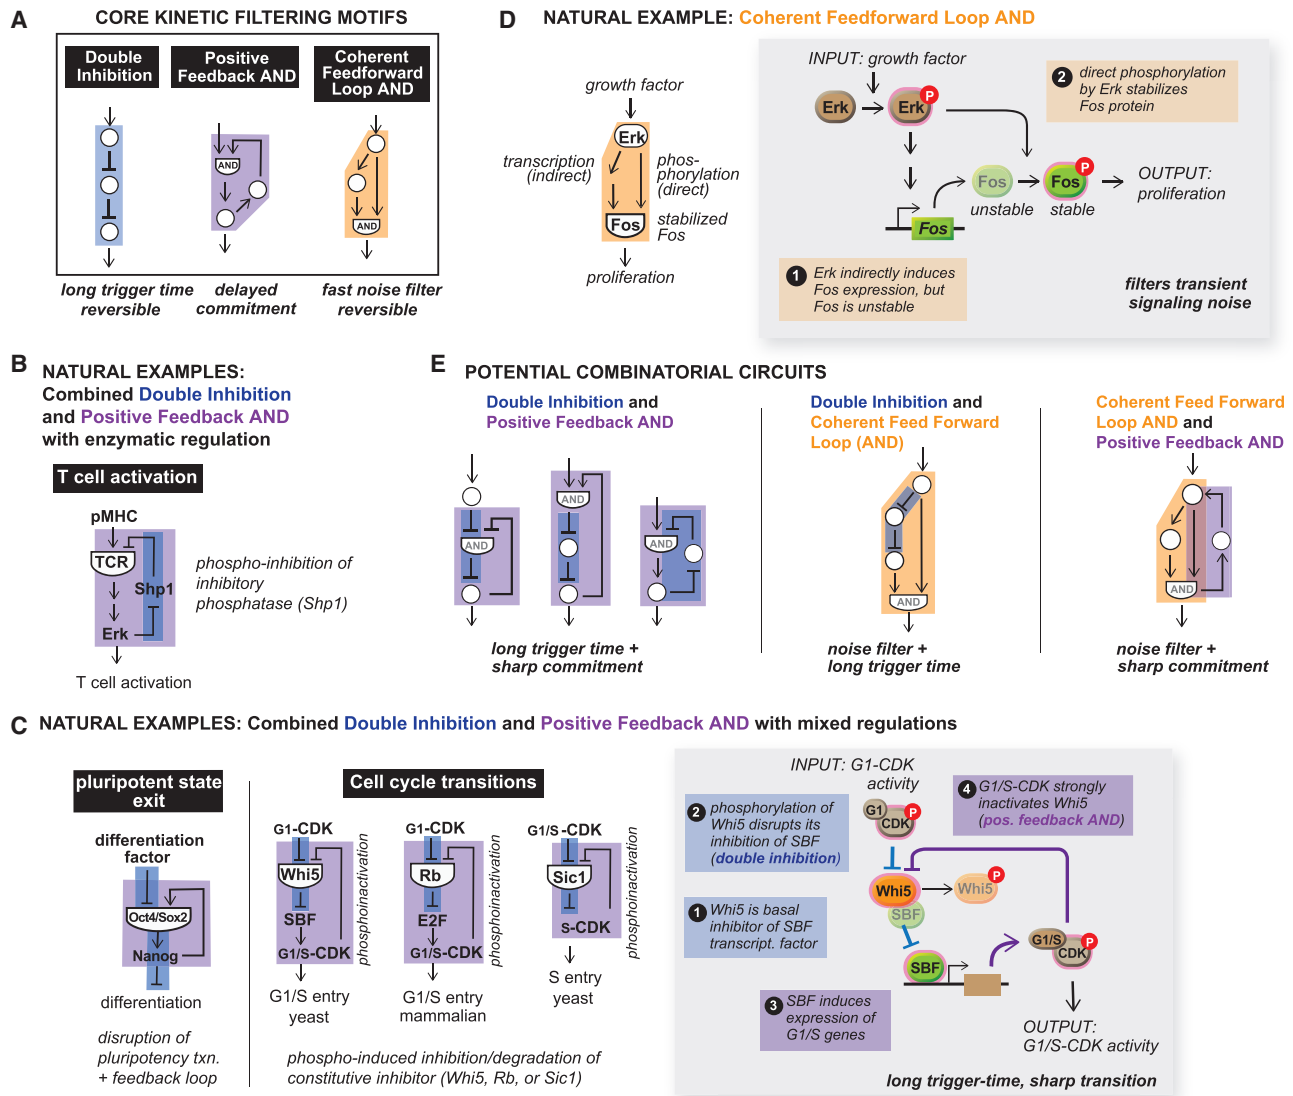 A
CORE KINETIC FILTERING MOTIFS
Double
Inhibition
Positive
Feedback AND
Coherent
Feedforward
Loop AND
AND
AND
long trigger time
reversible
delayed
commitment
fast noise filter
reversible
B
NATURAL EXAMPLES:
Combined Double Inhibition
and Positive Feedback AND
with enzymatic regulation
T cell activation
pMHC
TCR
Shp1
Erk
T cell activation
phospho-inhibition of
inhibitory
phosphatase (Shp1)
C
NATURAL EXAMPLES: Combined Double Inhibition and Positive Feedback AND with mixed regulations
pluripotent state
exit
differentiation
factor
Oct4/Sox2
Nanog
differentiation
disruption of
pluripotency txn.
+ feedback loop
Cell cycle transitions
G1-CDK
Whi5
SBF
G1/S-CDK
phosphoinactivation
G1/S entry
yeast
G1-CDK
Rb
E2F
G1/S-CDK
phosphoinactivation
G1/S entry
mammalian
G1/S-CDK
Sic1
S-CDK
phosphoinactivation
S entry
yeast
phospho-induced inhibition/degradation of
constitutive inhibitor (Whi5, Rb, or Sic1)
INPUT: G1-CDK
activity
G1
CDK
P
2
phosphorylation of
Whi5 disrupts its
inhibition of SBF
(double inhibition)
4
G1/S-CDK strongly
inactivates Whi5
(pos. feedback AND)
Whi5
Whi5
P
SBF
1
Whi5 is basal
inhibitor of SBF
transcript. factor
SBF
G1/S
CDK
P
3
SBF induces
expression of
G1/S genes
OUTPUT:
G1/S-CDK activity
long trigger-time, sharp transition
D
NATURAL EXAMPLE: Coherent Feedforward Loop AND
growth factor
Erk
transcription
(indirect)
phos-
phorylation
(direct)
Fos
stabilized
Fos
proliferation
INPUT: growth factor
Erk
Erk
P
2
direct phosphorylation
by Erk stabilizes
Fos protein
Fos
unstable
Fos
P
stable
OUTPUT:
proliferation
Fos
1
Erk indirectly induces
Fos expression, but
Fos is unstable
filters transient
signaling noise
E
POTENTIAL COMBINATORIAL CIRCUITS
Double Inhibition and
Positive Feedback AND
AND
AND
AND
long trigger time +
sharp commitment
Double Inhibition and
Coherent Feed Forward
Loop (AND)
AND
noise filter +
long trigger time
Coherent Feed Forward
Loop AND and
Positive Feedback AND
AND
noise filter +
sharp commitment